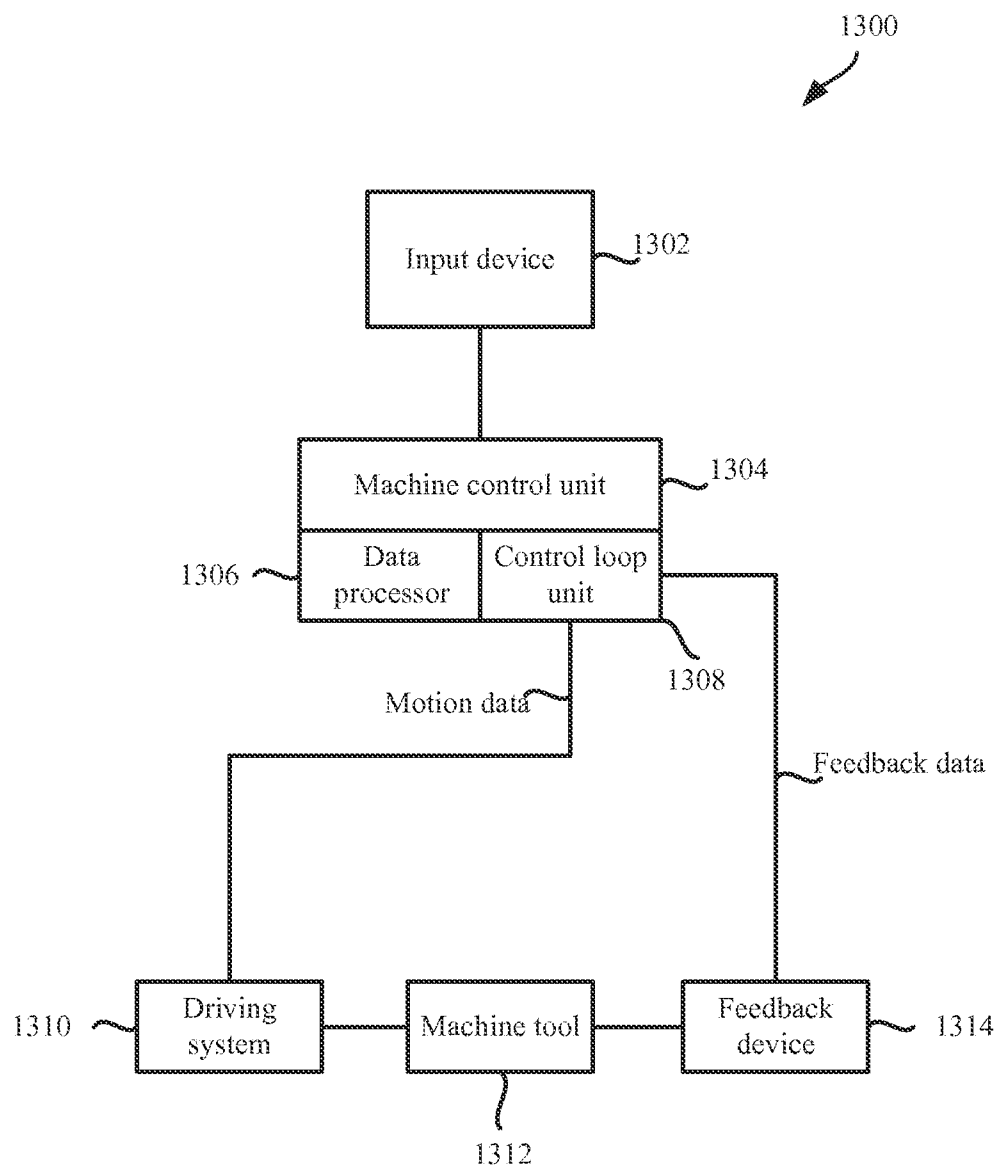 1300
Input device
1302
Machine control unit
1304
Data
processor
1306
Control loop
unit
1308
Motion data
Feedback data
1310
Driving
system
Machine tool
1312
Feedback
device
1314